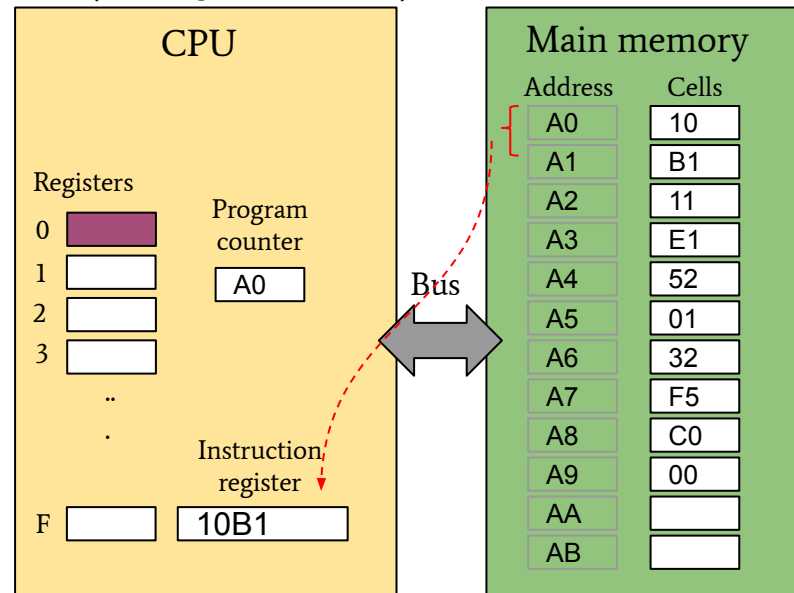 CPU
Registers
0
1
2
3
..
.
F
Program
counter
A0
Instruction
register
10B1
Bus
Main memory
Address Cells
A0 10
A1 B1
A2 11
A3 E1
A4 52
A5 01
A6 32
A7 F5
A8 C0
A9 00
AA
AB